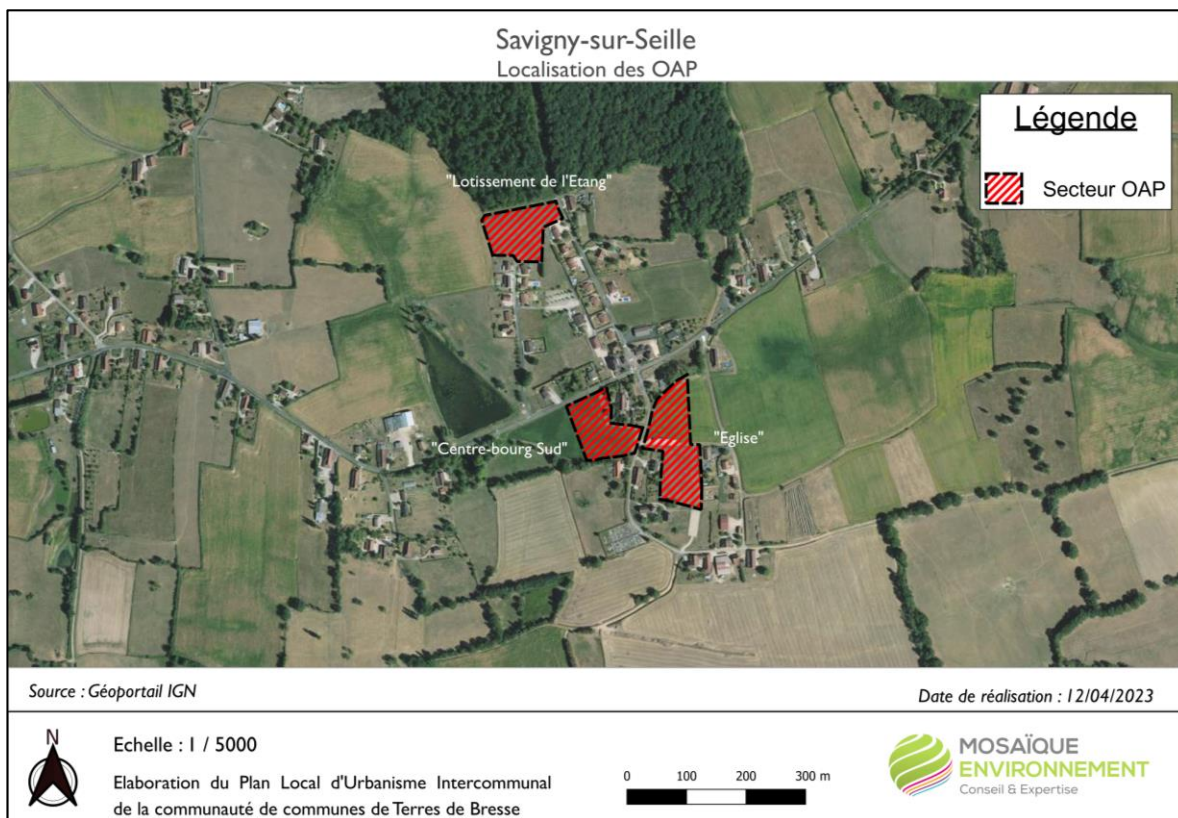 Savigny-sur-Seille
Localisation des OAP
Légende
Secteur OAP
"Lotissement de l'Etang"
"Centre-bourg Sud"
"Eglise"
Source : Géoportail IGN
Date de réalisation : 12/04/2023
N
Echelle : 1 / 5000
Elaboration du Plan Local d'Urbanisme Intercommunal
de la communauté de communes de Terres de Bresse
0 100 200 300 m
MOSAÏQUE
ENVIRONNEMENT
Conseil & Expertise